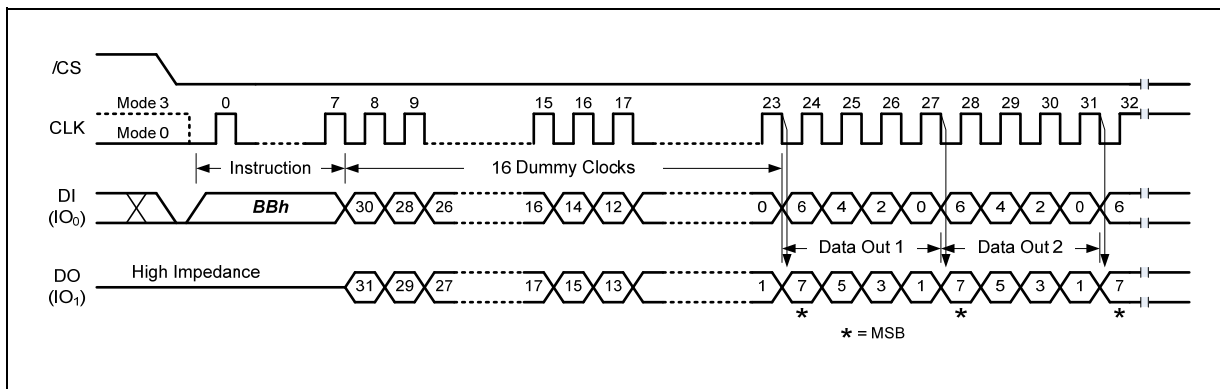 /CS
Mode 3 0 7 8 9 15 16 17 23 24 25 26 27 28 29 30 31 32
CLK
Mode 0
Instruction 16 Dummy Clocks
DI
(IO0) BBh 30 28 26 16 14 12 0 6 4 2 0 6 4 2 0 6
Data Out 1 Data Out 2
DO High Impedance
(IO1) 31 29 27 17 15 13 1 7 5 3 1 7 5 3 1 7
* * *
* = MSB